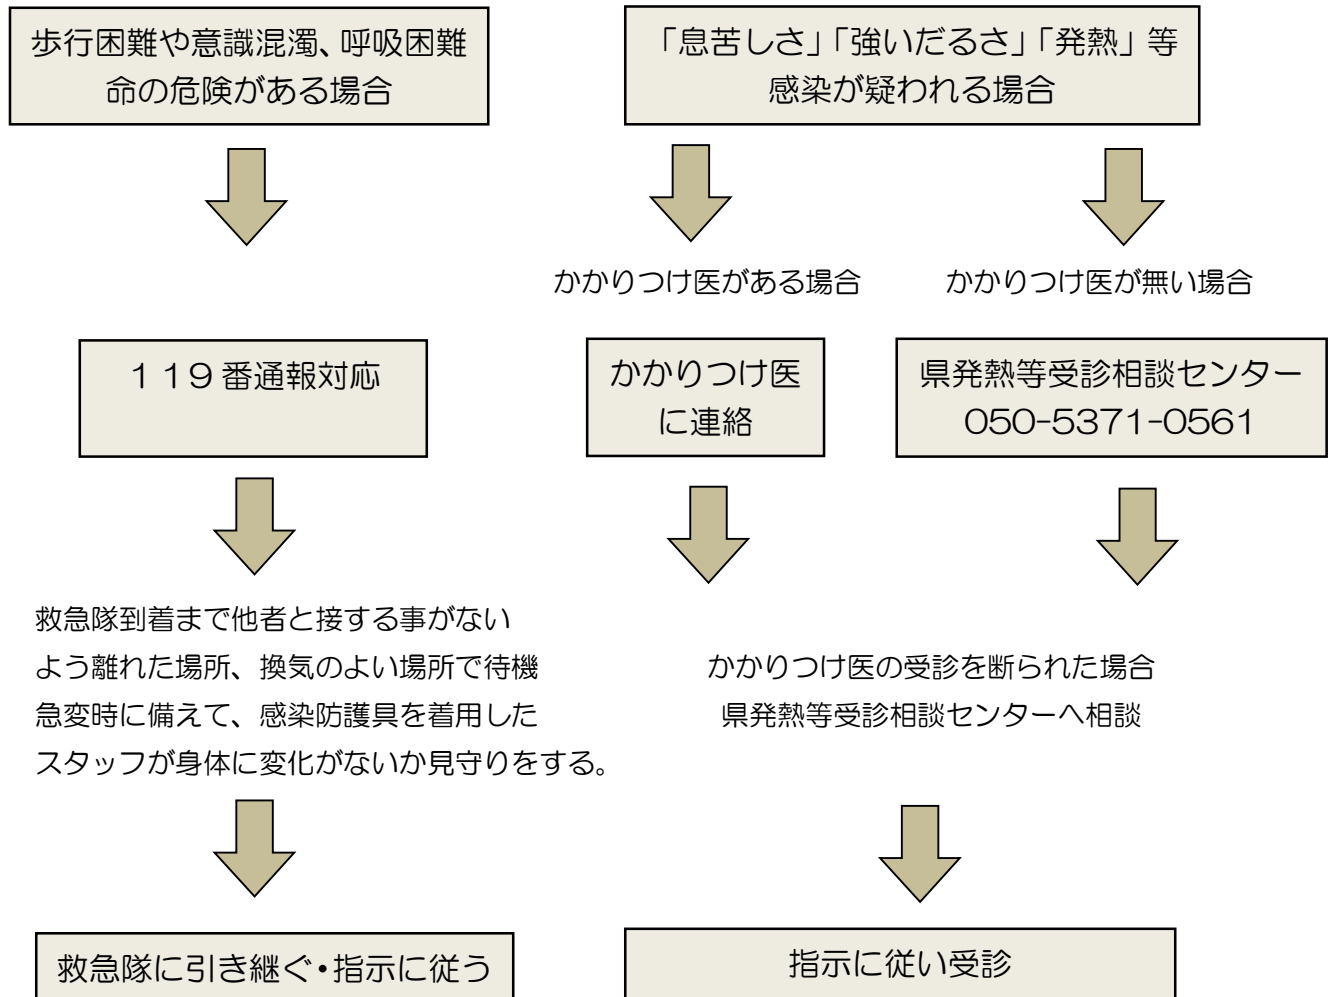 歩行困難や意識混濁、呼吸困難
命の危険がある場合
「息苦しさ」「強いだるさ」「発熱」等
感染が疑われる場合
かかりつけ医がある場合
かかりつけ医が無い場合
119番通報対応
かかりつけ医
に連絡
県発熱等受診相談センター
050-5371-0561
救急隊到着まで他者と接する事がない
よう離れた場所、換気のよい場所で待機
急変時に備えて、感染防護具を着用した
スタッフが身体に変化がないか見守りをする。
かかりつけ医の受診を断られた場合
県発熱等受診相談センターへ相談
救急隊に引き継ぐ・指示に従う
指示に従い受診